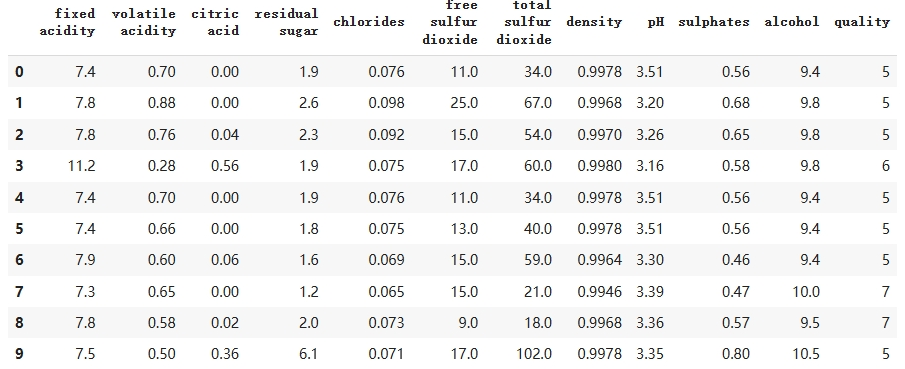 fixed acidity volatile acidity citric acid residual sugar chlorides free sulfur dioxide total sulfur dioxide density pH sulphates alcohol quality
0 7.4 0.70 0.00 1.9 0.076 11.0 34.0 0.9978 3.51 0.56 9.4 5
1 7.8 0.88 0.00 2.6 0.098 25.0 67.0 0.9968 3.20 0.68 9.8 5
2 7.8 0.76 0.04 2.3 0.092 15.0 54.0 0.9970 3.26 0.65 9.8 5
3 11.2 0.28 0.56 1.9 0.075 17.0 60.0 0.9980 3.16 0.58 9.8 6
4 7.4 0.70 0.00 1.9 0.076 11.0 34.0 0.9978 3.51 0.56 9.4 5
5 7.4 0.66 0.00 1.8 0.075 13.0 40.0 0.9978 3.51 0.56 9.4 5
6 7.9 0.60 0.06 1.6 0.069 15.0 59.0 0.9964 3.30 0.46 9.4 5
7 7.3 0.65 0.00 1.2 0.065 15.0 21.0 0.9946 3.39 0.47 10.0 7
8 7.8 0.58 0.02 2.0 0.073 9.0 18.0 0.9968 3.36 0.57 9.5 7
9 7.5 0.50 0.36 6.1 0.071 17.0 102.0 0.9978 3.35 0.80 10.5 5